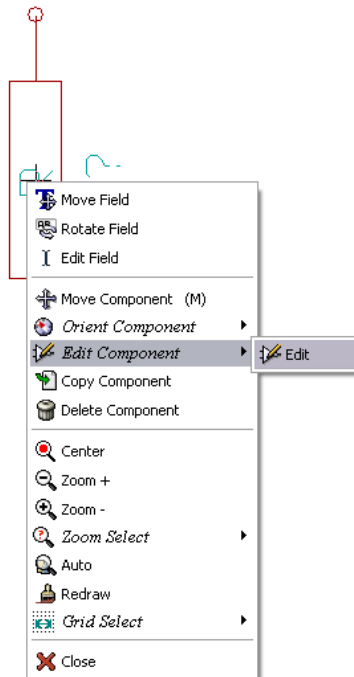 Move Field
Rotate Field
Edit Field
Move Component (M)
Orient Component
Edit Component
Edit
Copy Component
Delete Component
Center
Zoom +
Zoom -
Zoom Select
Auto
Redraw
Grid Select
Close